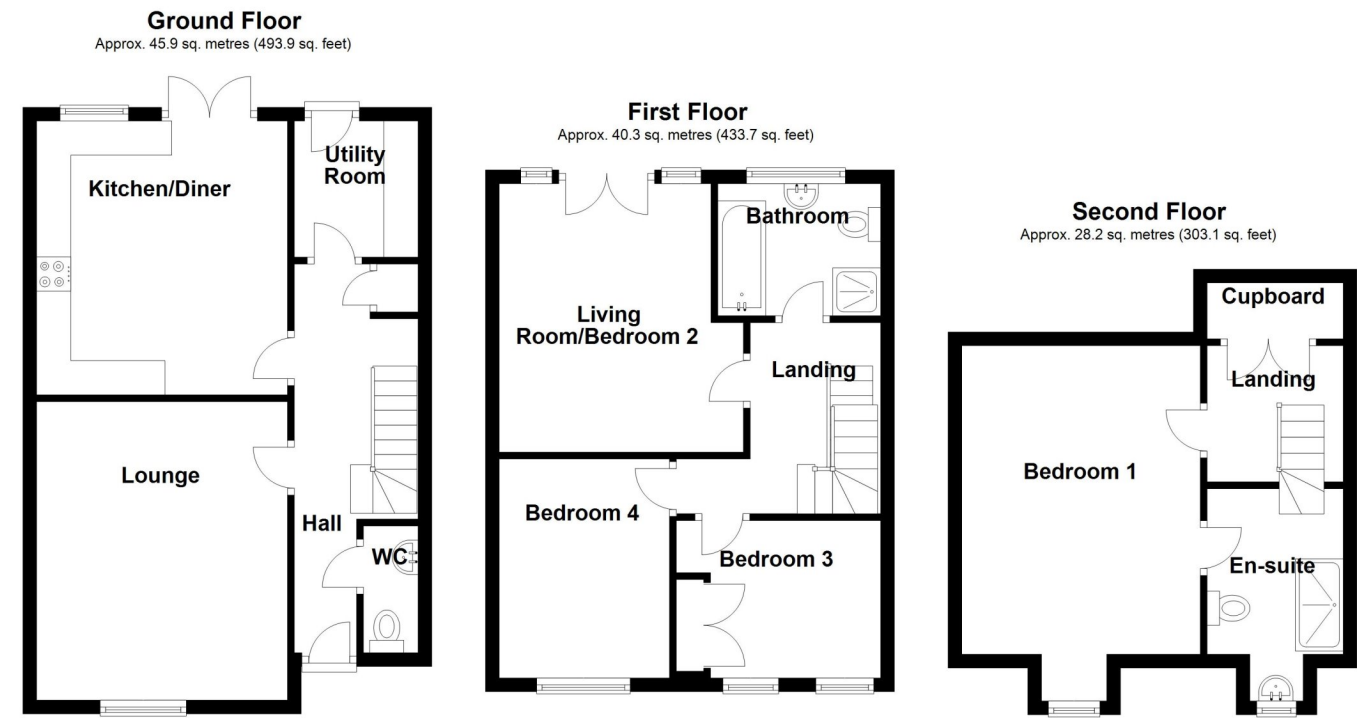 Ground Floor
Approx. 45.9 sq. metres (493.9 sq. feet)
Kitchen/Diner
Utility
Room
Lounge
Hall
WC
First Floor
Approx. 40.3 sq. metres (433.7 sq. feet)
Bathroom
Living
Room/Bedroom 2
Landing
Bedroom 4
Bedroom 3
Second Floor
Approx. 28.2 sq. metres (303.1 sq. feet)
Cupboard
Landing
Bedroom 1
En-suite